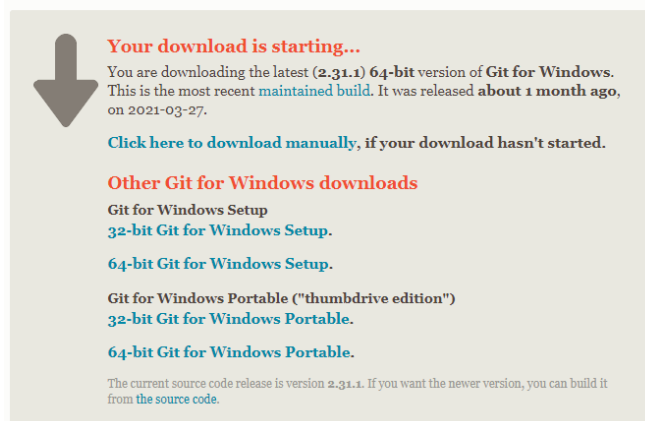 Your download is starting...
You are downloading the latest (2.31.1) 64-bit version of Git for Windows.
This is the most recent maintained build. It was released about 1 month ago,
on 2021-03-27.
Click here to download manually, if your download hasn't started.
Other Git for Windows downloads
Git for Windows Setup
32-bit Git for Windows Setup.
64-bit Git for Windows Setup.
Git for Windows Portable ("thumbdrive edition")
32-bit Git for Windows Portable.
64-bit Git for Windows Portable.
The current source code release is version 2.31.1. If you want the newer version, you can build it
from the source code.